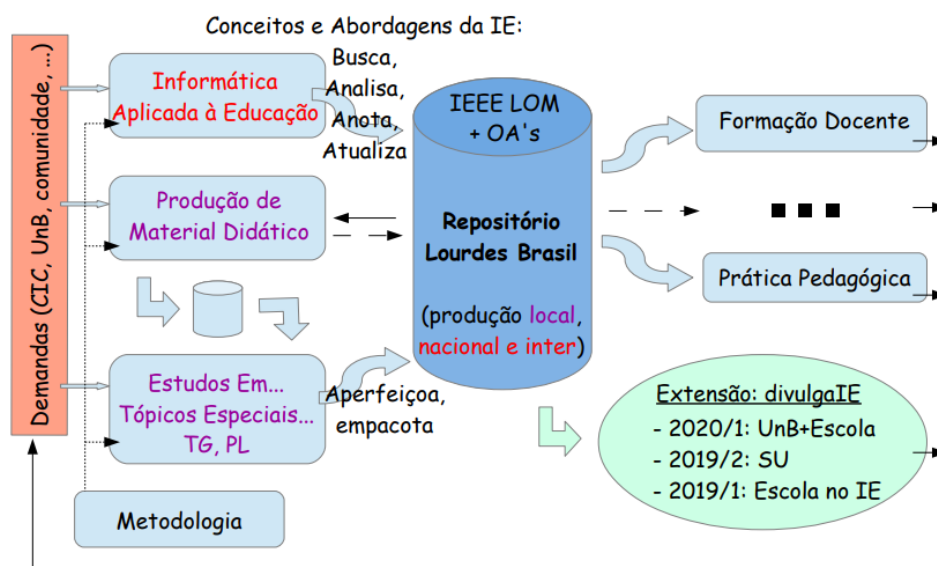 Conceitos e Abordagens da IE:
Busca,
Analisa,
Anota,
Atualiza
Demandas (CIC, UnB, comunidade, ...)
Informática
Aplicada à Educação
Produção de
Material Didático
Estudos Em...
Tópicos Especiais...
TG, PL
Aperfeiçoa,
empacota
Metodologia
IEEE LOM
+ OA's
Repositório
Lourdes Brasil
(produção local,
nacional e inter)
Formação Docente
Prática Pedagógica
Extensão: divulgaIE
- 2020/1: UnB+Escola
- 2019/2: SU
- 2019/1: Escola no IE